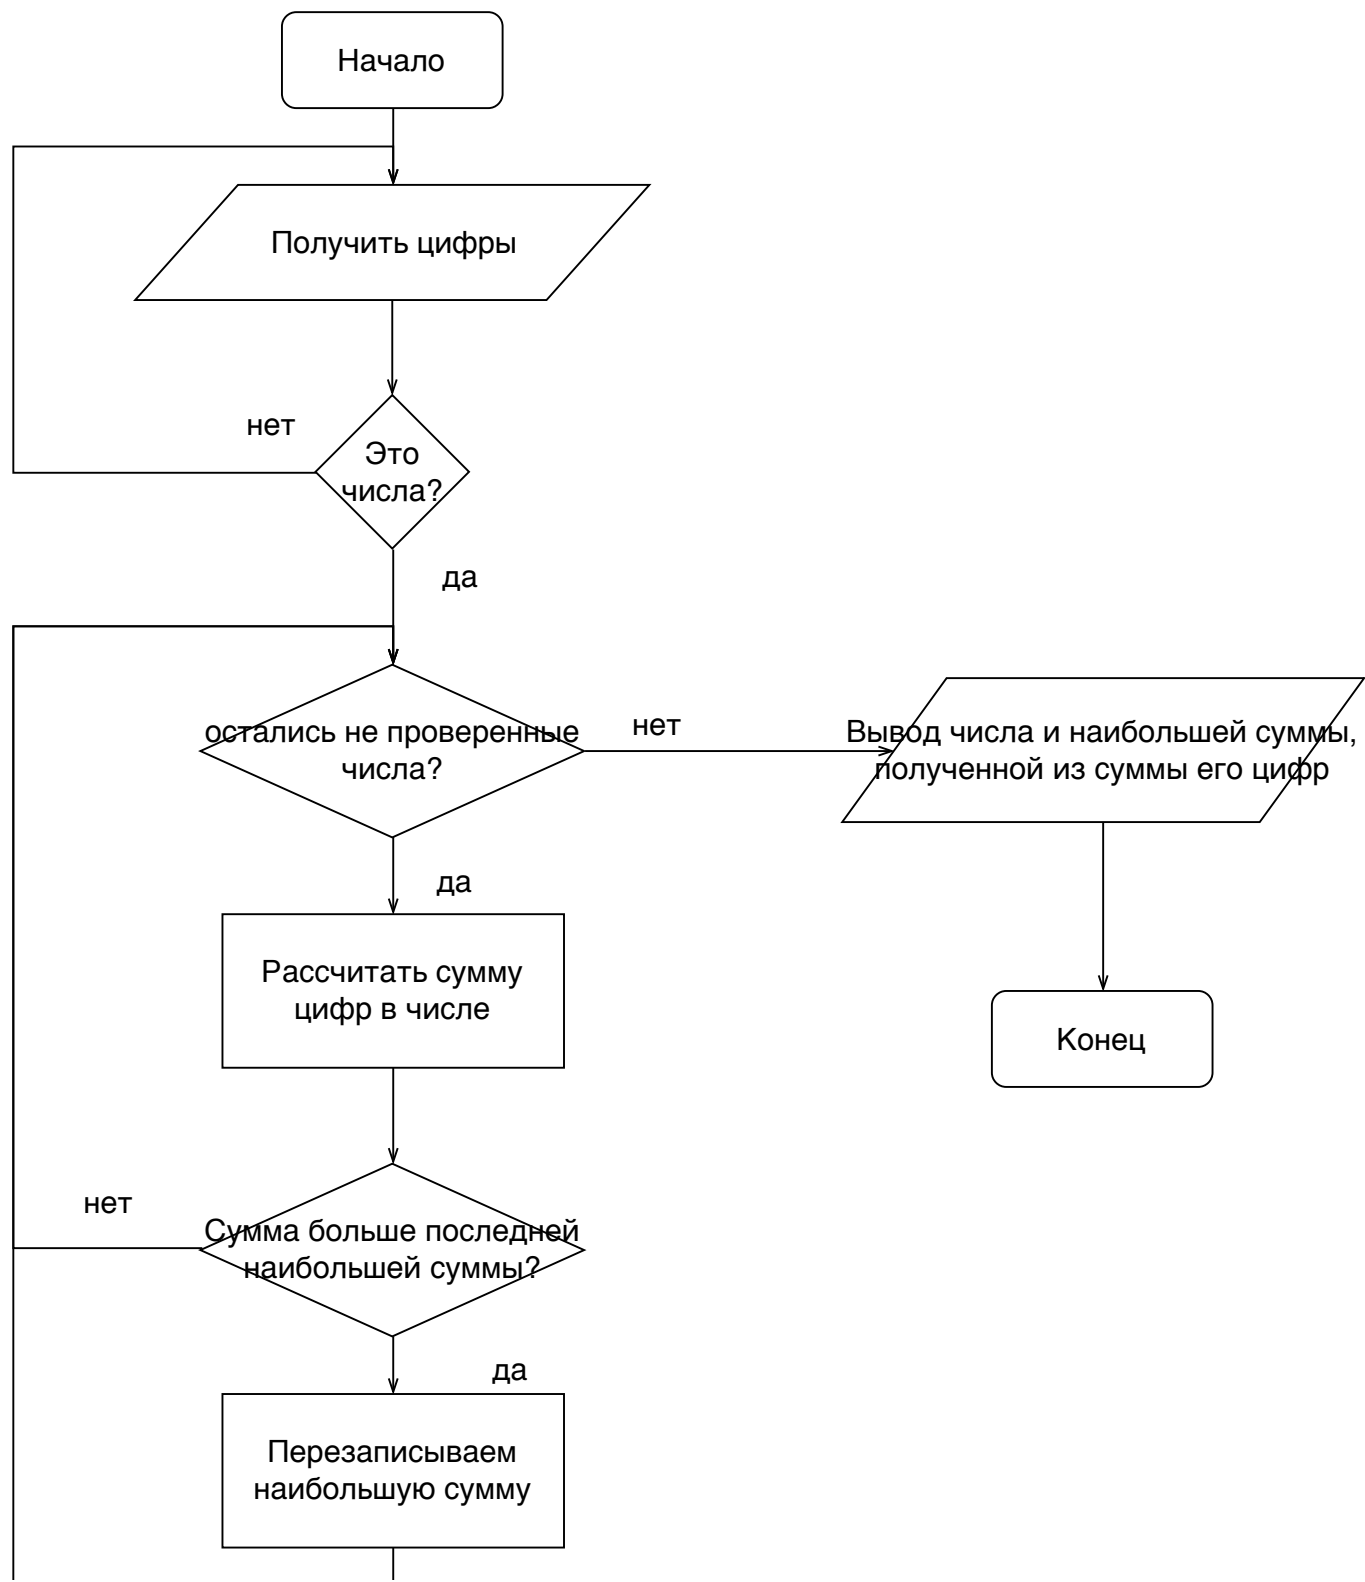 Начало
Получить цифры
нет
Это
числа?
да
остались не проверенные
числа?
нет
Вывод числа и наибольшей суммы,
полученной из суммы его цифр
да
Рассчитать сумму
цифр в числе
Конец
нет
Сумма больше последней
наибольшей суммы?
да
Перезаписываем
наибольшую сумму